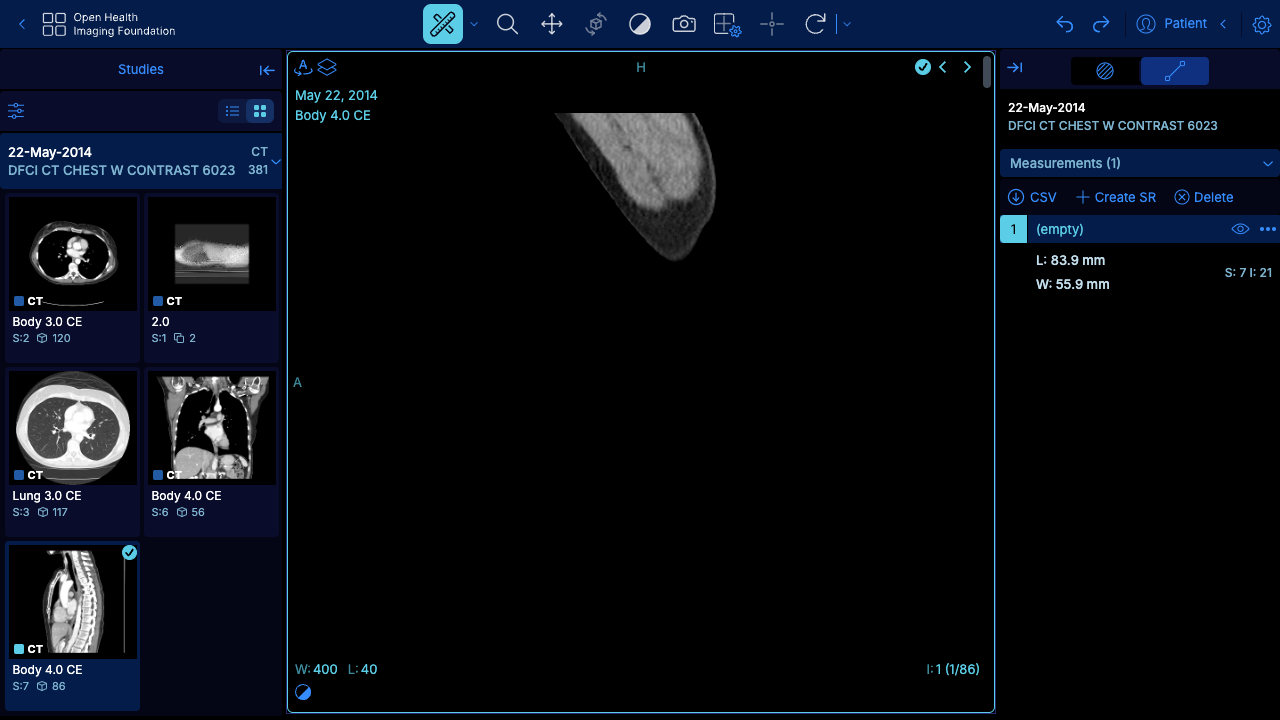 Open Health
Imaging Foundation
Patient
Studies
22-May-2014
CT
DFCI CT CHEST W CONTRAST 6023
381
CT
Body 3.0 CE
S:2
120
CT
2.0
S:1
2
CT
Lung 3.0 CE
S:3
117
CT
Body 4.0 CE
S:6
56
CT
Body 4.0 CE
S:7
86
A
H
May 22, 2014
Body 4.0 CE
A
W: 400 L: 40
I: 1 (1/86)
22-May-2014
DFCI CT CHEST W CONTRAST 6023
Measurements (1)
CSV
Create SR
Delete
1
(empty)
L: 83.9 mm
W: 55.9 mm
S: 7 I: 21